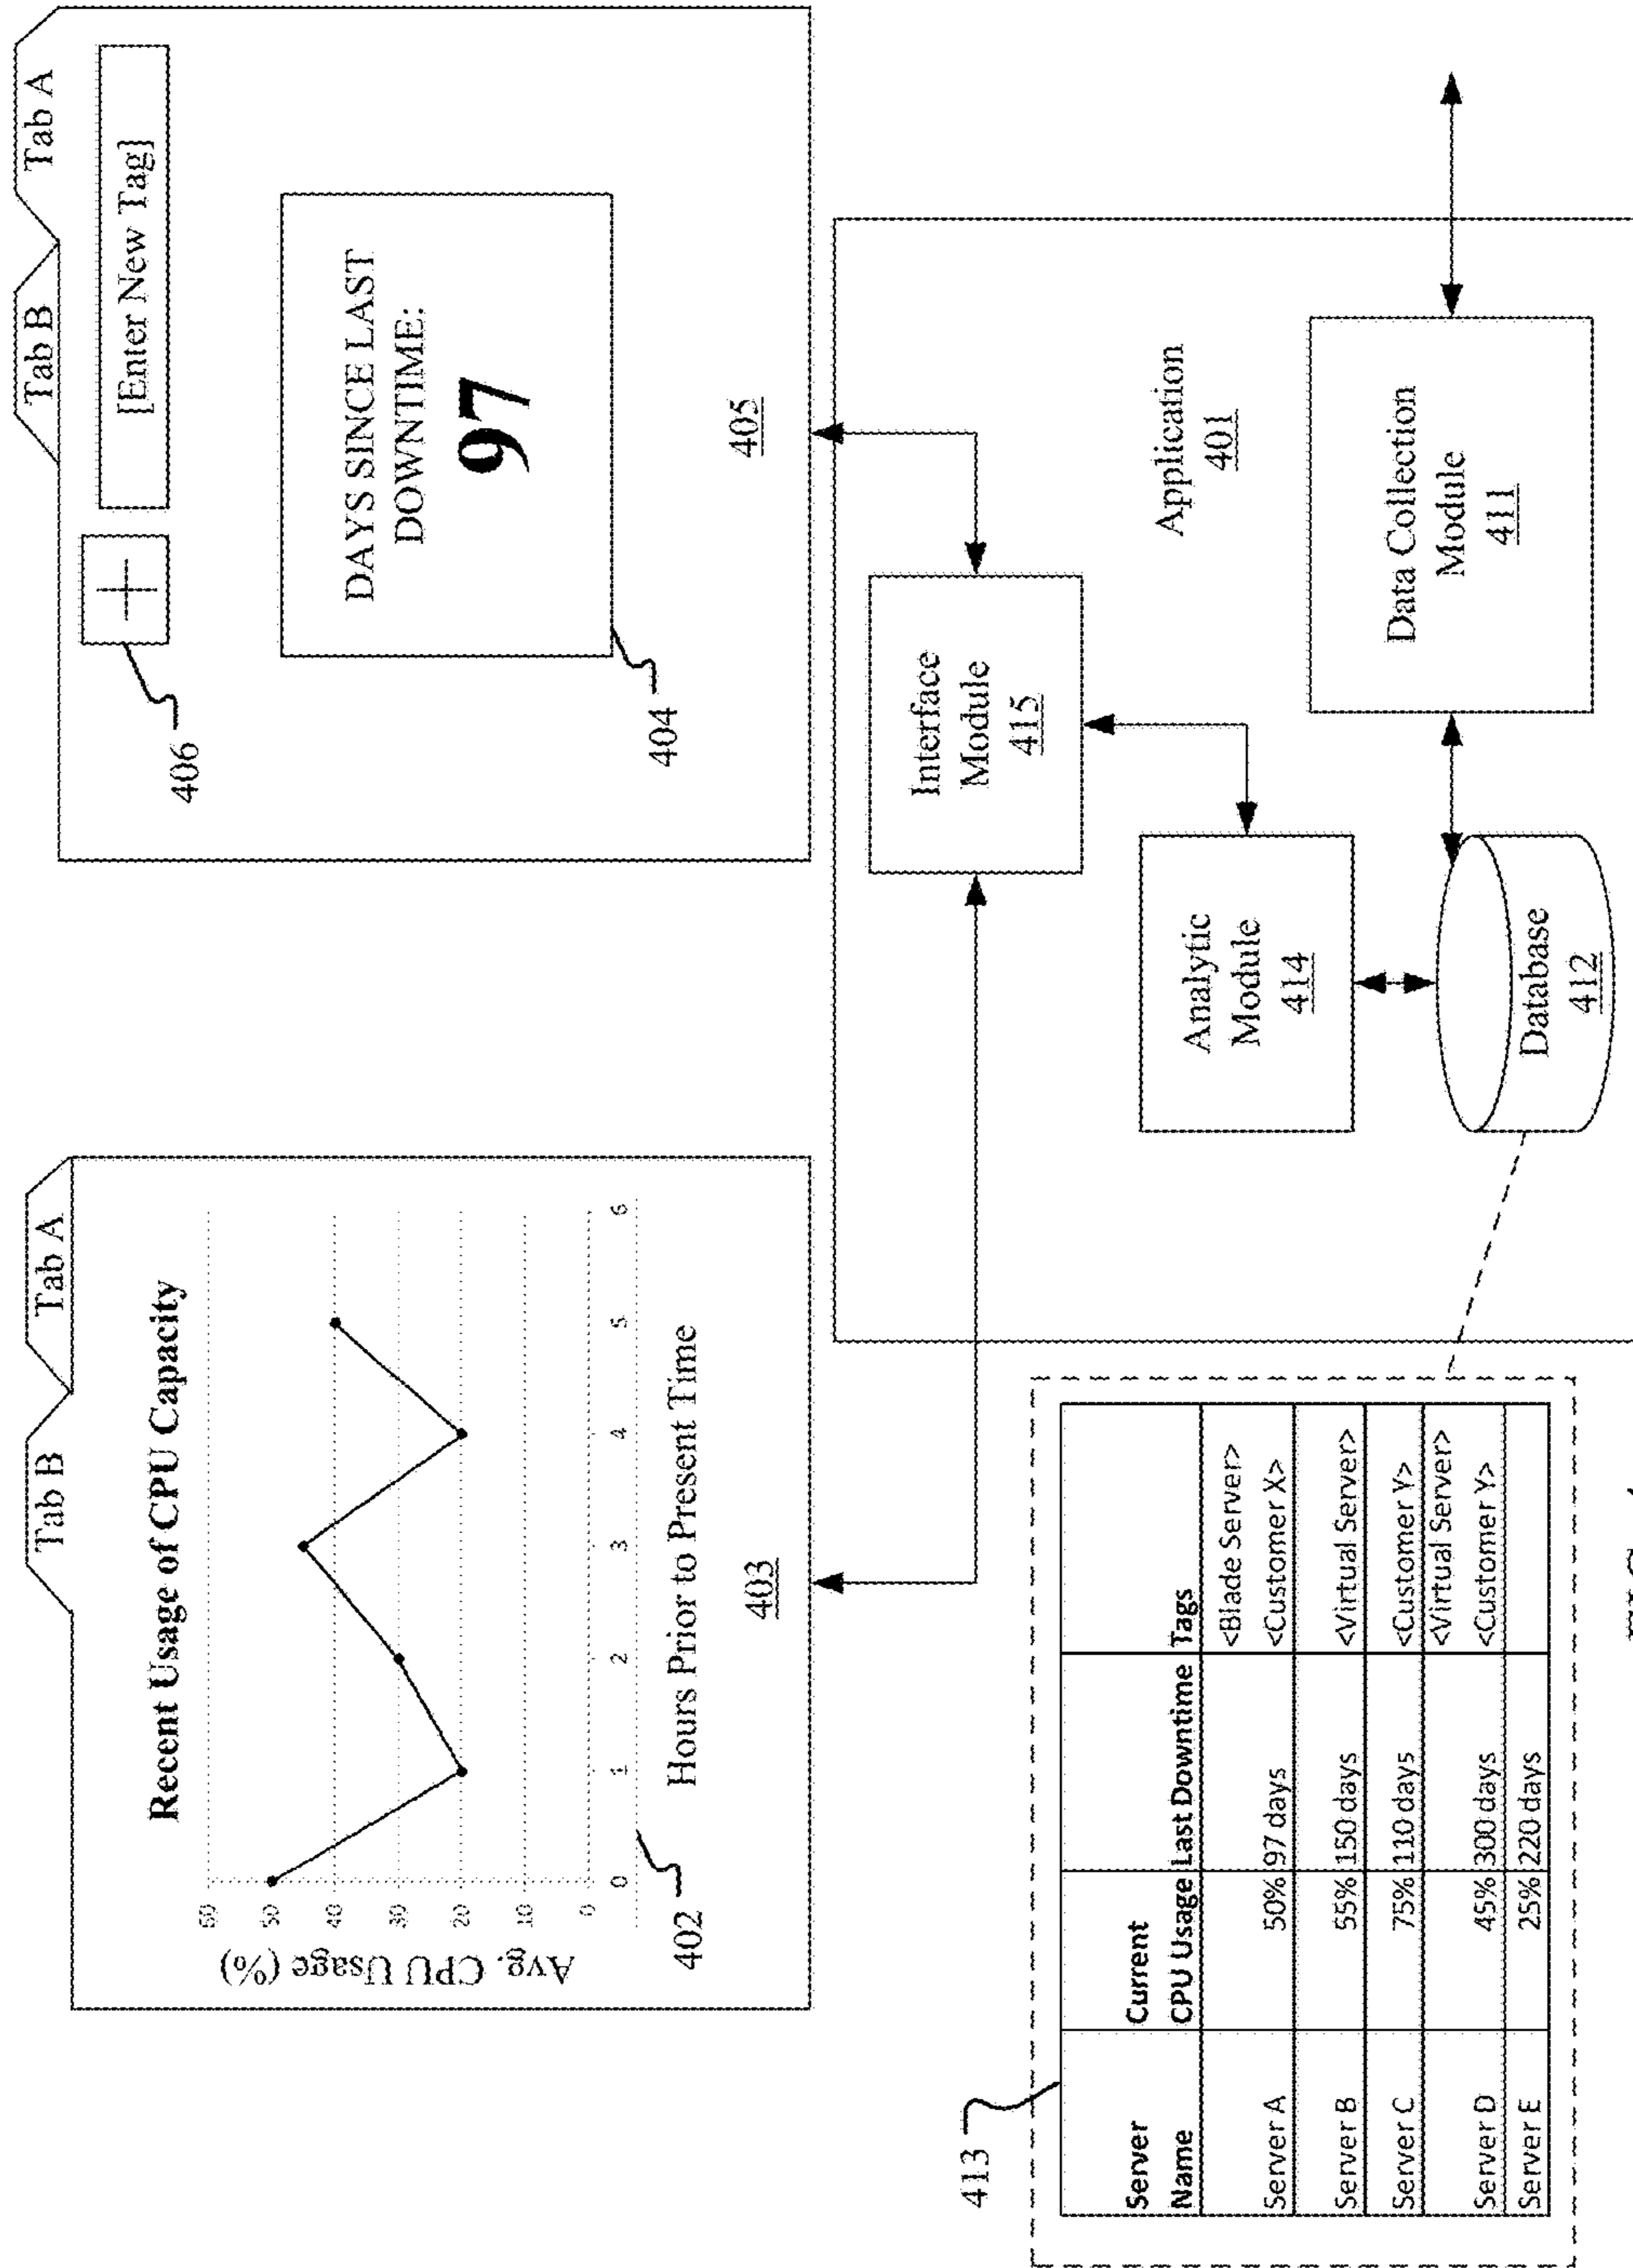 Tab B
Tab A
Recent Usage of CPU Capacity
Avg. CPU Usage (%)
60
50
40
30
20
10
0
0 1 2 3 4 5 6
402
Hours Prior to Present Time
403
Tab B
Tab A
406
[Enter New Tag]
DAYS SINCE LAST
DOWNTIME:
97
404
405
413
Server Name Current CPU Usage Last Downtime Tags
Server A 50% 97 days <Blade Server> <Customer X>
Server B 55% 150 days <Virtual Server>
Server C 75% 110 days <Customer Y>
Server D 45% 300 days <Virtual Server> <Customer Y>
Server E 25% 220 days
Interface
Module
415
Application
401
Analytic
Module
414
Data Collection
Module
411
Database
412